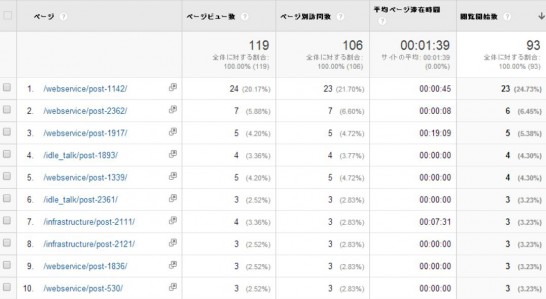 ページ ページビュー数 ページ別訪問数 平均ページ滞在時間 閲覧開始数
119 106 00:01:39 93
全体に対する割合: 全体に対する割合: サイトの平均: 00:01:39 全体に対する割合:
100.00% (119) 100.00% (106) (0.00%) 100.00% (93)
1. /webservice/post-1142/ 24 (20.17%) 23 (21.70%) 00:00:45 23 (24.73%)
2. /webservice/post-2362/ 7 (5.88%) 7 (6.60%) 00:00:08 6 (6.45%)
3. /webservice/post-1917/ 5 (4.20%) 5 (4.72%) 00:19:09 5 (5.38%)
4. /idle_talk/post-1893/ 4 (3.36%) 4 (3.77%) 00:00:00 4 (4.30%)
5. /webservice/post-1339/ 5 (4.20%) 5 (4.72%) 00:00:00 4 (4.30%)
6. /idle_talk/post-2361/ 3 (2.52%) 3 (2.83%) 00:00:00 3 (3.23%)
7. /infrastructure/post-2111/ 4 (3.36%) 3 (2.83%) 00:07:31 3 (3.23%)
8. /infrastructure/post-2121/ 3 (2.52%) 3 (2.83%) 00:00:00 3 (3.23%)
9. /webservice/post-1836/ 3 (2.52%) 3 (2.83%) 00:00:00 3 (3.23%)
10. /webservice/post-530/ 3 (2.52%) 3 (2.83%) 00:00:00 3 (3.23%)